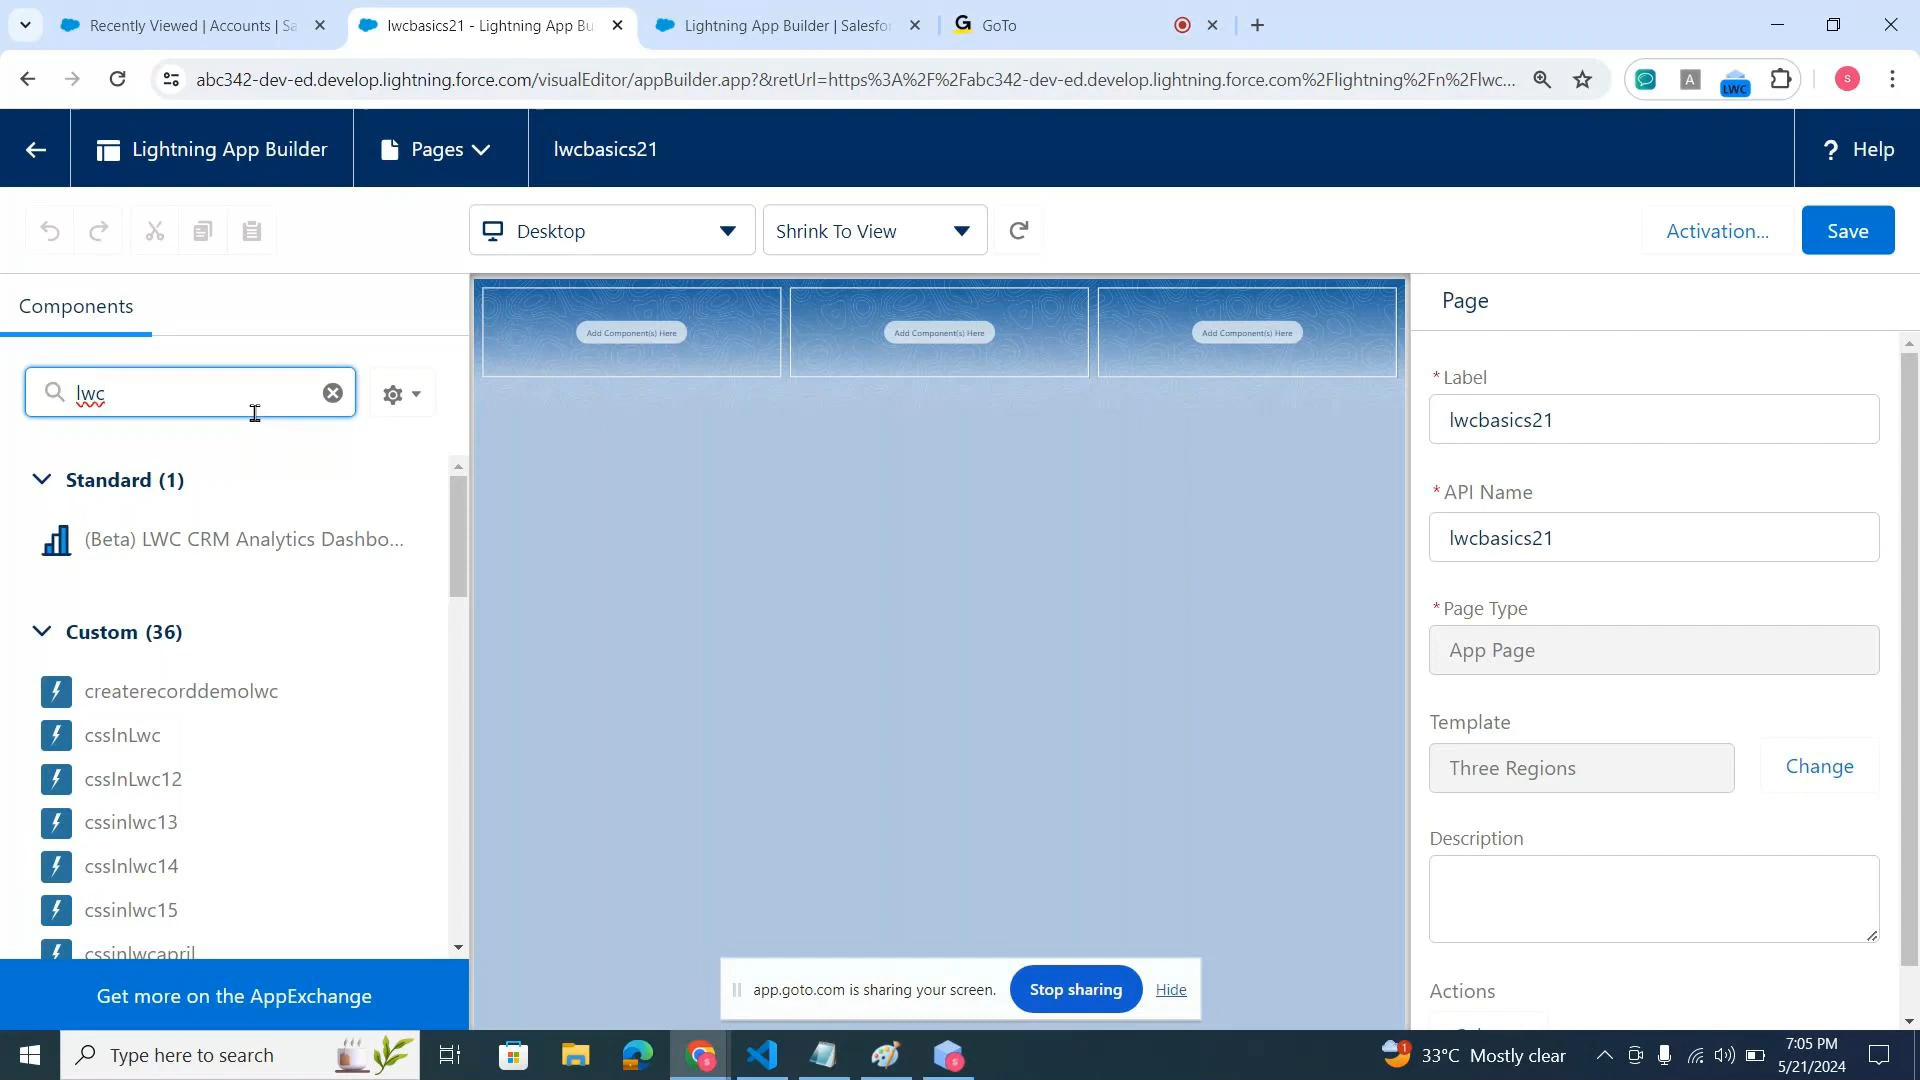 Recently Viewed | Accounts | Sa
lwcbasics21 - Lightning App Bu
Lightning App Builder | Salesfor
G GoTo
abc342-dev-ed.develop.lightning.force.com/visualEditor/appBuilder.app?&retUrl=https%3A%2F%2Fabc342-dev-ed.develop.lightning.force.com%2Flightning%2Fn%2Flwc...
A
LWC
S
Lightning App Builder
Pages
lwcbasics21
? Help
Desktop
Shrink To View
Activation...
Save
Components
lwc
Standard (1)
(Beta) LWC CRM Analytics Dashbo...
Custom (36)
createrecorddemolwc
cssInLwc
cssInLwc12
cssinlwc13
cssInlwc14
cssinlwc15
cssinlwcapril
Get more on the AppExchange
Add Component(s) Here
Add Component(s) Here
Add Component(s) Here
Page
*Label
lwcbasics21
*API Name
lwcbasics21
*Page Type
App Page
Template
Three Regions
Change
Description
Actions
app.goto.com is sharing your screen.
Stop sharing
Hide
Type here to search
33°C Mostly clear
7:05 PM
5/21/2024